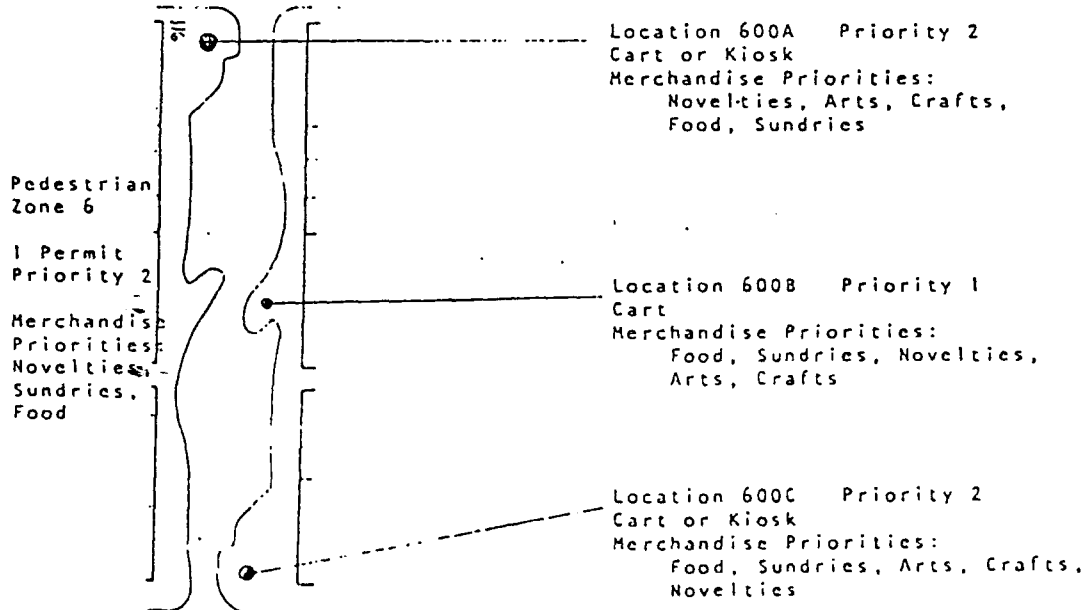 Location 600A Priority 2
Cart or Kiosk
Merchandise Priorities:
Novelties, Arts, Crafts,
Food, Sundries
Pedestrian
Zone 6
1 Permit
Priority 2
Merchandise
Priorities:
Novelties,
Sundries,
Food
Location 600B Priority 1
Cart
Merchandise Priorities:
Food, Sundries, Novelties,
Arts, Crafts
Location 600C Priority 2
Cart or Kiosk
Merchandise Priorities:
Food, Sundries, Arts, Crafts,
Novelties